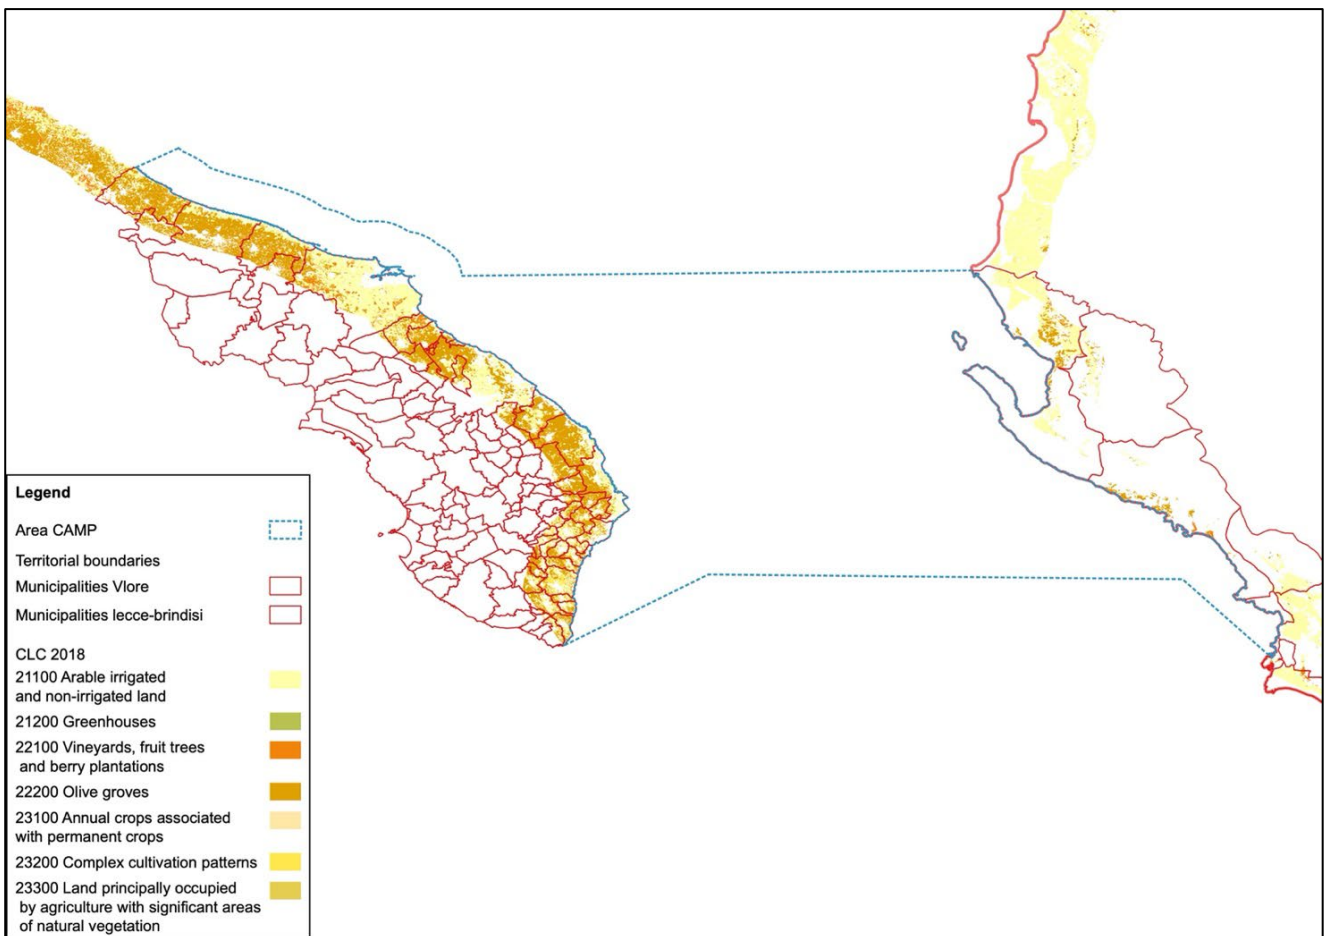 Legend
Area CAMP
Territorial boundaries
Municipalities Vlore
Municipalities lecce-brindisi
CLC 2018
21100 Arable irrigated
and non-irrigated land
21200 Greenhouses
22100 Vineyards, fruit trees
and berry plantations
22200 Olive groves
23100 Annual crops associated
with permanent crops
23200 Complex cultivation patterns
23300 Land principally occupied
by agriculture with significant areas
of natural vegetation